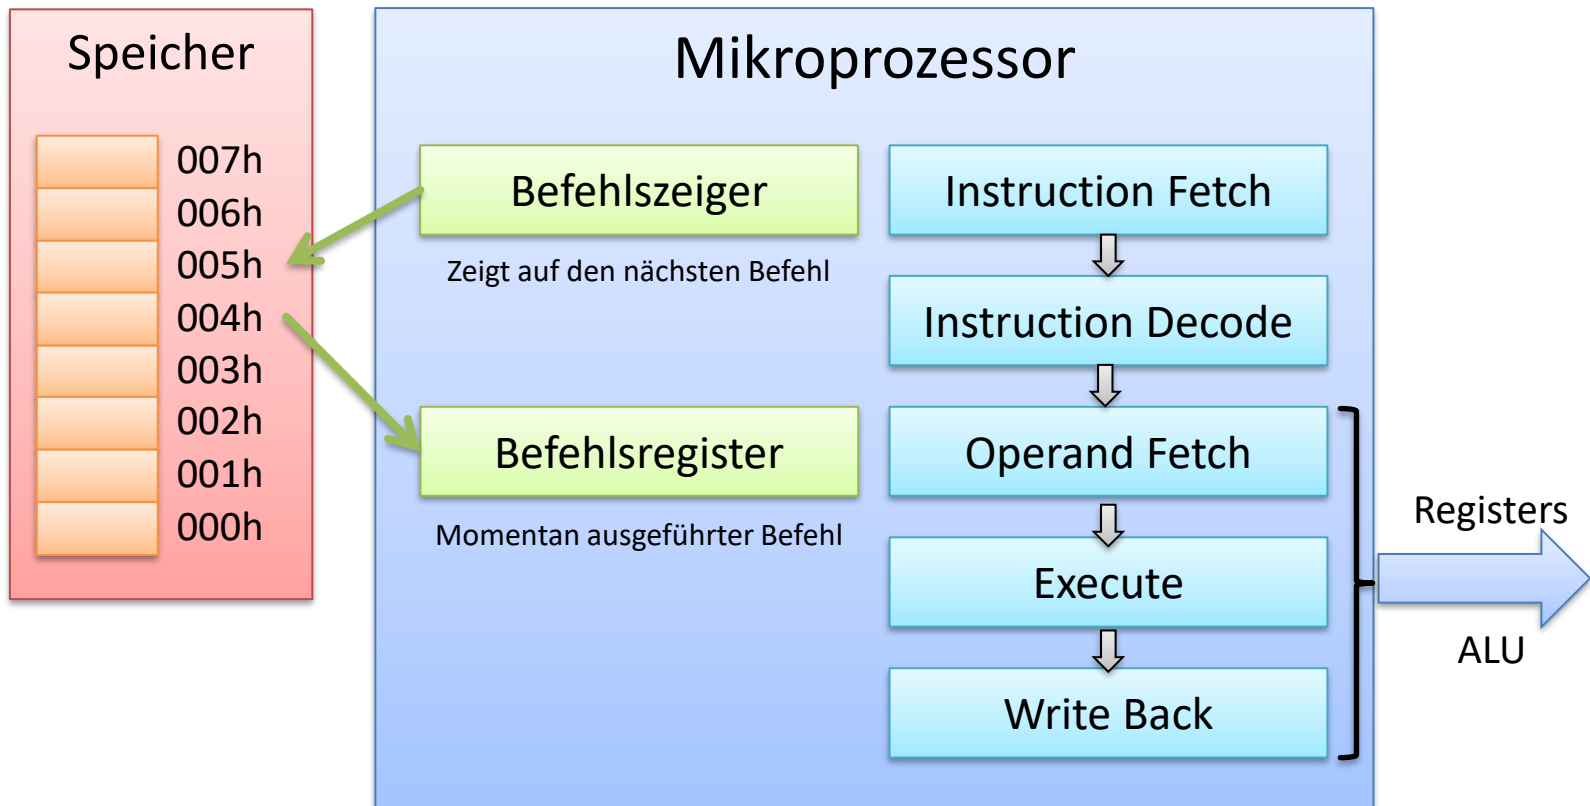 Speicher
007h
006h
005h
004h
003h
002h
001h
000h
Mikroprozessor
Befehlszeiger
Zeigt auf den nächsten Befehl
Befehlsregister
Momentan ausgeführter Befehl
Instruction Fetch
Instruction Decode
Operand Fetch
Execute
Write Back
Registers
ALU